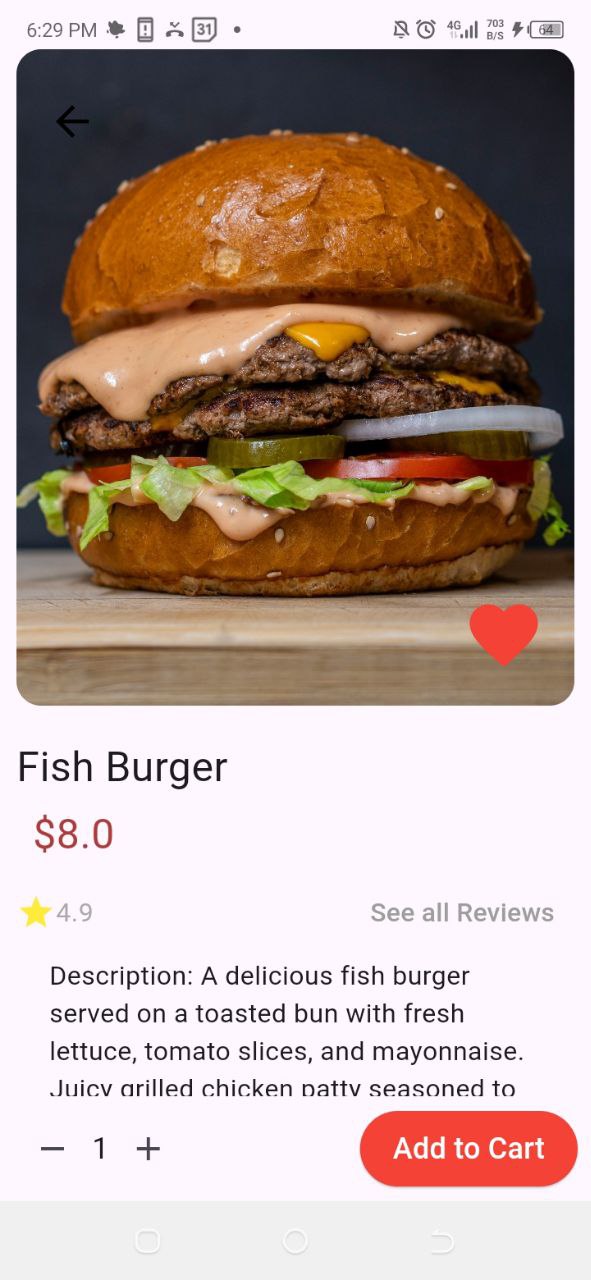 6:29 PM 31 4G 703 B/S 64
Fish Burger
$8.0
4.9 See all Reviews
Description: A delicious fish burger
served on a toasted bun with fresh
lettuce, tomato slices, and mayonnaise.
Juicy grilled chicken patty seasoned to
1 Add to Cart